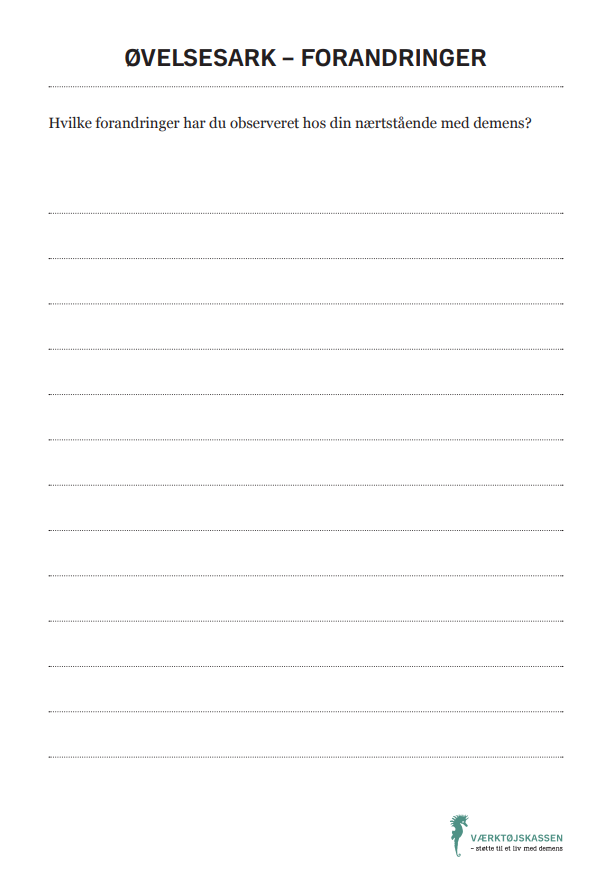 ØVELSESARK – FORANDRINGER
Hvilke forandringer har du observeret hos din nærtstående med demens?
VÆRKTØJSKASSEN
– støtte til et liv med demens